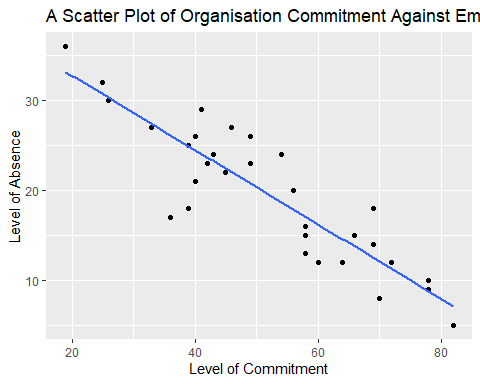 A Scatter Plot of Organisation Commitment Against Em
30
20
10
Level of Absence
20
40
60
80
Level of Commitment